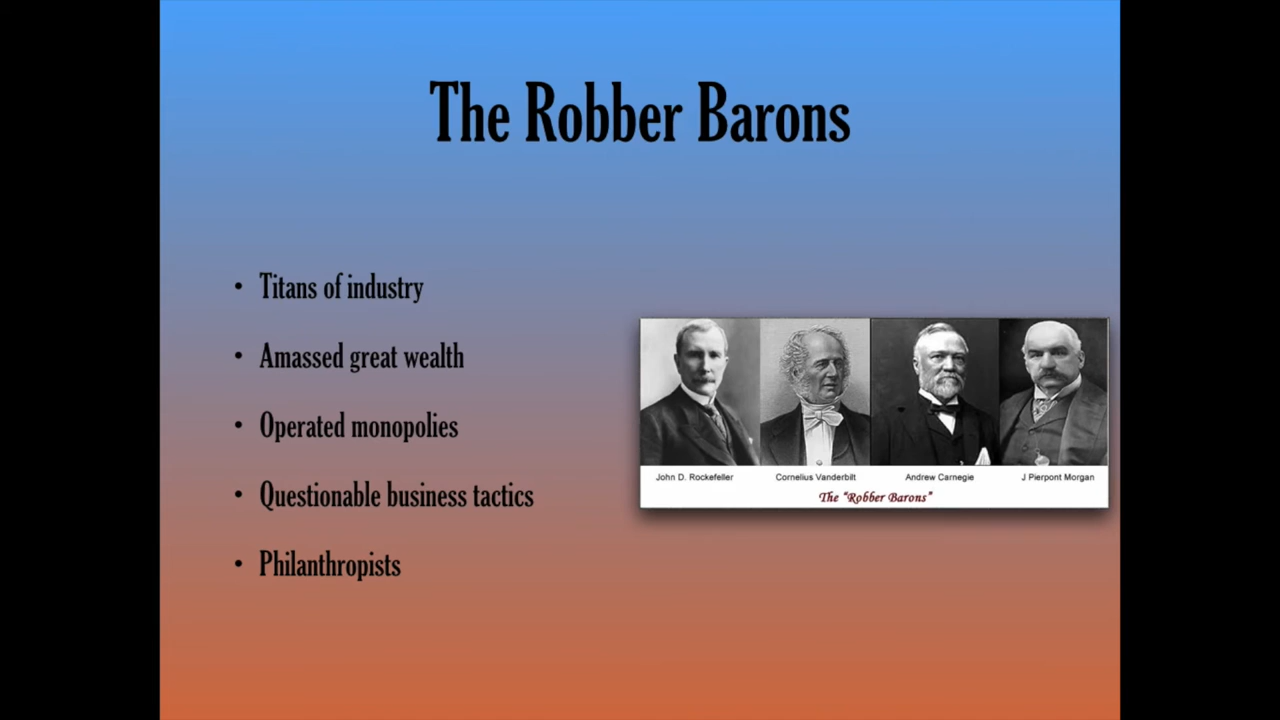 The Robber Barons
• Titans of industry
• Amassed great wealth
• Operated monopolies
• Questionable business tactics
• Philanthropists
John D. Rockefeller Cornelius Vanderbilt Andrew Carnegie J Pierpont Morgan
The “Robber Barons”